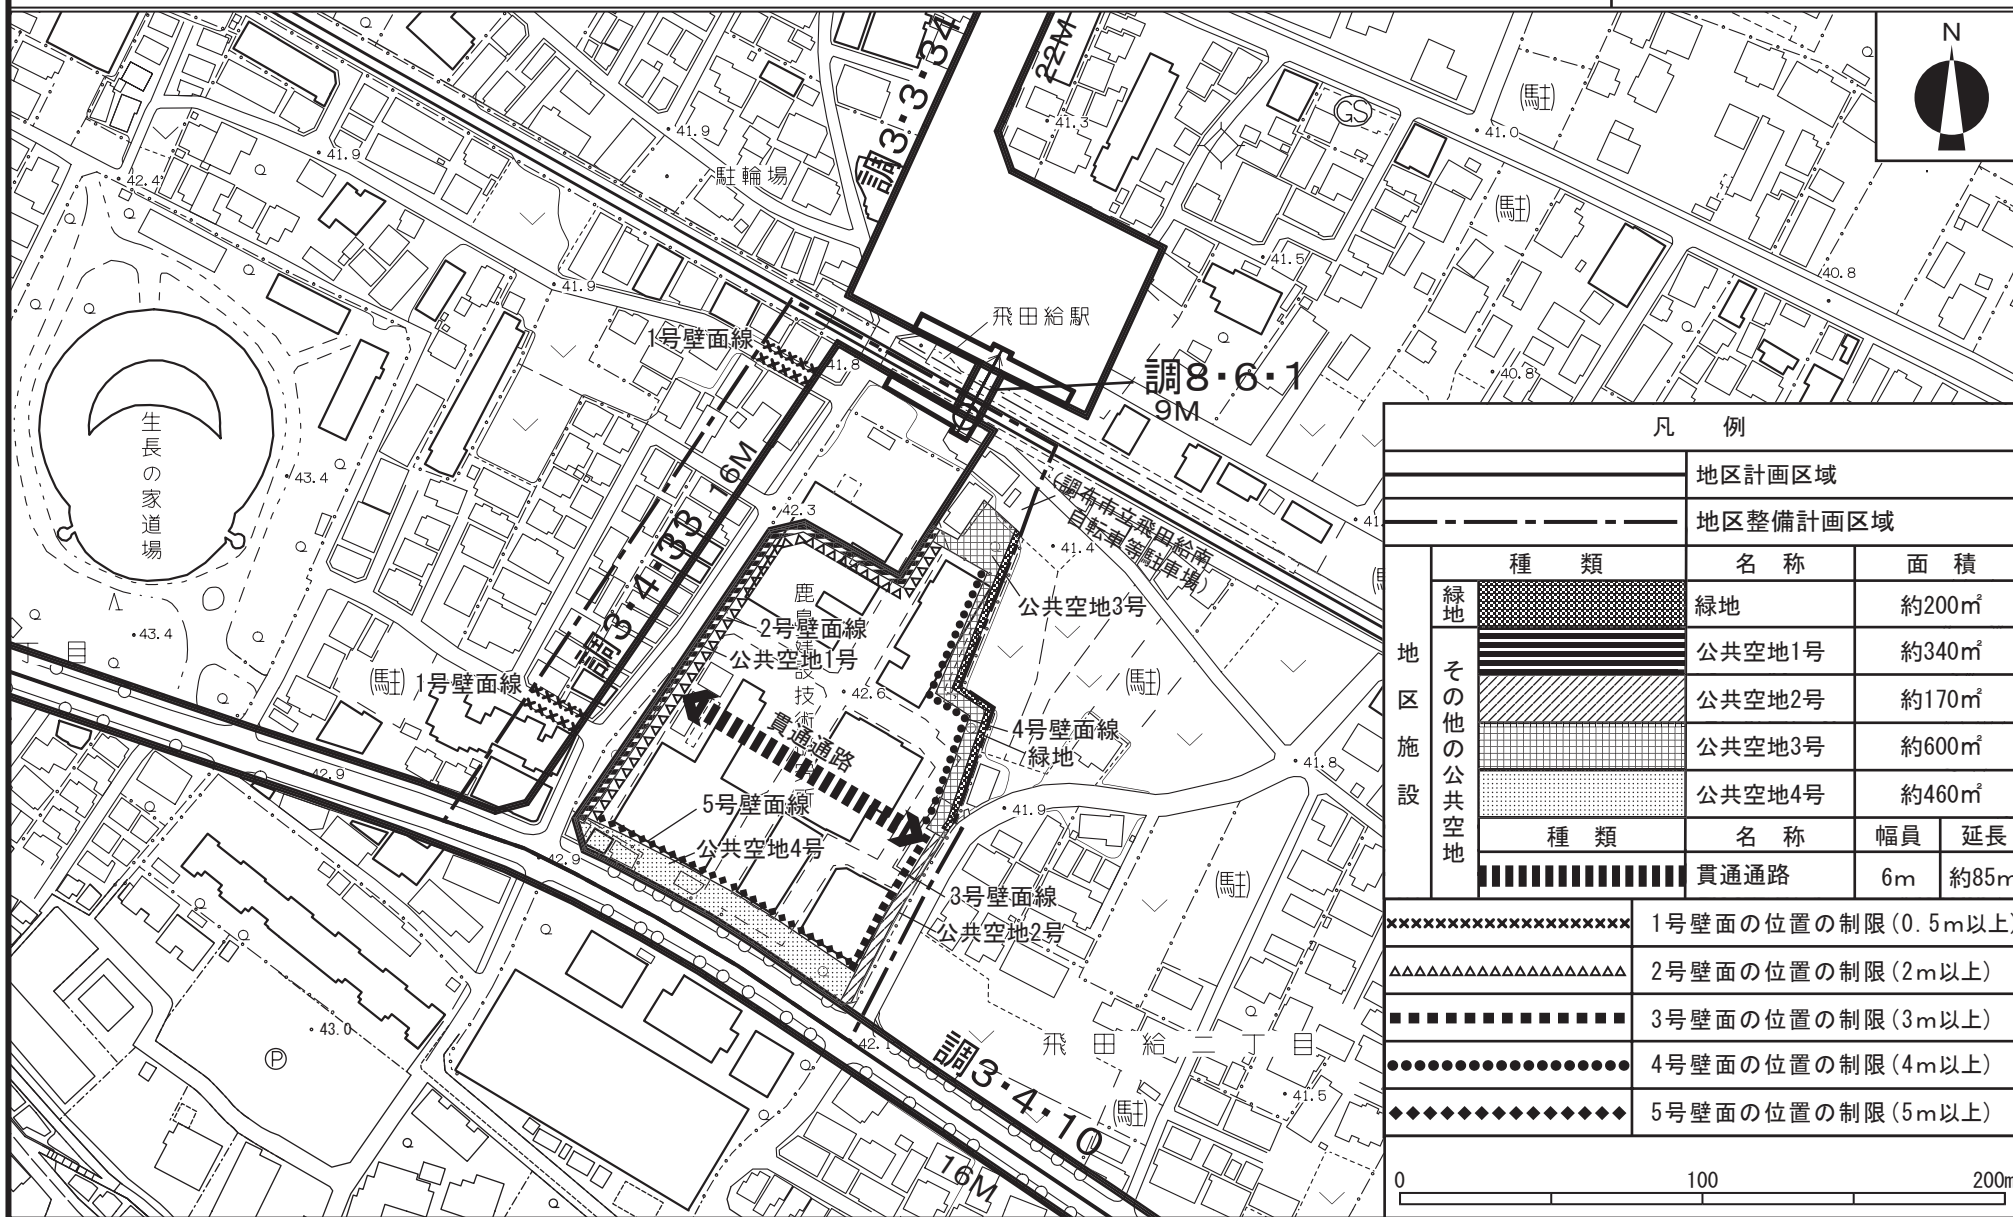 N
調3・3・34
22M
(駐)
GS
41.3
41.0
41.9
駐輪場
41.9
42.4
(駐)
41.5
40.8
41.9
飛田給駅
1号壁面線
41.8
調8・6・1
9M
40.8
生長の家道場
43.4
16M
調3・4・33
42.3
(調布市立飛田給南
自転車等駐車場)
41.4
公共空地3号
2号壁面線
公共空地1号
43.4
丁目
(駐)
1号壁面線
42.6
(駐)
貫通通路
4号壁面線
緑地
41.8
42.9
5号壁面線
41.9
公共空地4号
42.9
(駐)
3号壁面線
公共空地2号
43.0
P
42.1
飛田給二丁目
調3・4・10
16M
41.5
(駐)
凡 例
地区計画区域
地区整備計画区域
地区施設
種 類
名 称
面 積
緑地
緑地
約200㎡
その他の公共空地
公共空地1号
約340㎡
公共空地2号
約170㎡
公共空地3号
約600㎡
公共空地4号
約460㎡
種 類
名 称
幅員
延長
貫通通路
6m
約85m
1号壁面の位置の制限(0.5m以上)
2号壁面の位置の制限(2m以上)
3号壁面の位置の制限(3m以上)
4号壁面の位置の制限(4m以上)
5号壁面の位置の制限(5m以上)
0
100
200m